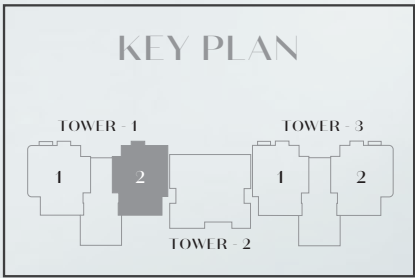 KEY PLAN
TOWER - 1 TOWER - 3
1 2 1 2
TOWER - 2